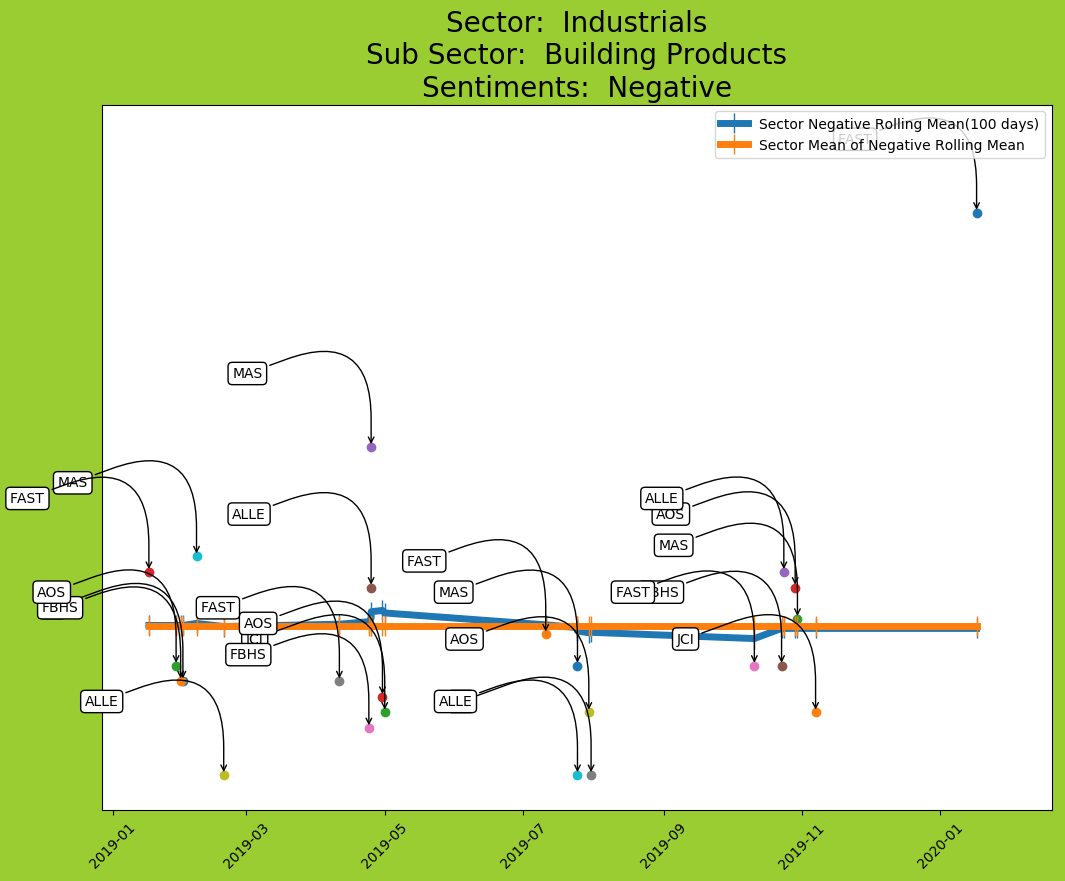 Sector:  Industrials
Sub Sector:  Building Products
Sentiments:  Negative
Sector Negative Rolling Mean(100 days)
Sector Mean of Negative Rolling Mean
FAST
MAS
MAS
FAST
ALLE
ALLE
AOS
MAS
FAST
AOS
FBHS
FAST
AOS
JCI
FBHS
MAS
AOS
FAST
BHS
JCI
ALLE
ALLE
2019-01
2019-03
2019-05
2019-07
2019-09
2019-11
2020-01